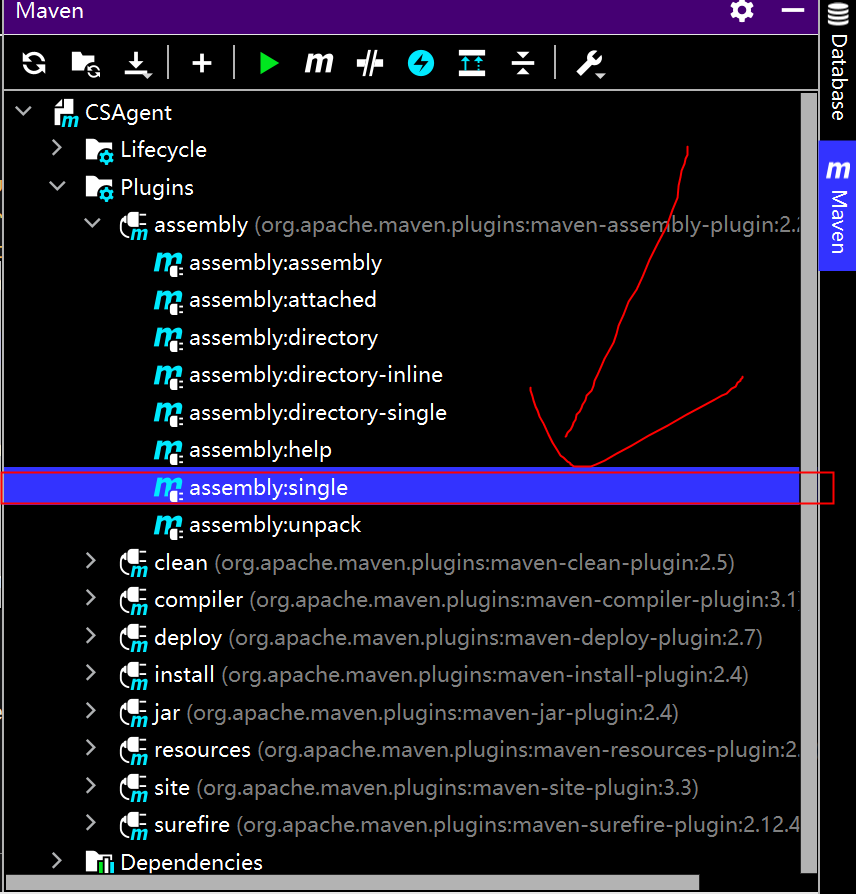 Maven
CSAgent
Lifecycle
Plugins
assembly (org.apache.maven.plugins:maven-assembly-plugin:2.2
assembly:assembly
assembly:attached
assembly:directory
assembly:directory-inline
assembly:directory-single
assembly:help
assembly:single
assembly:unpack
clean (org.apache.maven.plugins:maven-clean-plugin:2.5)
compiler (org.apache.maven.plugins:maven-compiler-plugin:3.1)
deploy (org.apache.maven.plugins:maven-deploy-plugin:2.7)
install (org.apache.maven.plugins:maven-install-plugin:2.4)
jar (org.apache.maven.plugins:maven-jar-plugin:2.4)
resources (org.apache.maven.plugins:maven-resources-plugin:2.
site (org.apache.maven.plugins:maven-site-plugin:3.3)
surefire (org.apache.maven.plugins:maven-surefire-plugin:2.12.4
Dependencies
Database
Maven